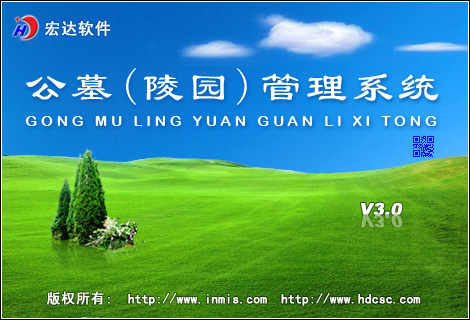 宏达软件
公墓（陵园）管理系统
GONG MU LING YUAN GUAN LI XI TONG
V3.0
版权所有： http://www.inmis.com http://www.hdcsc.com